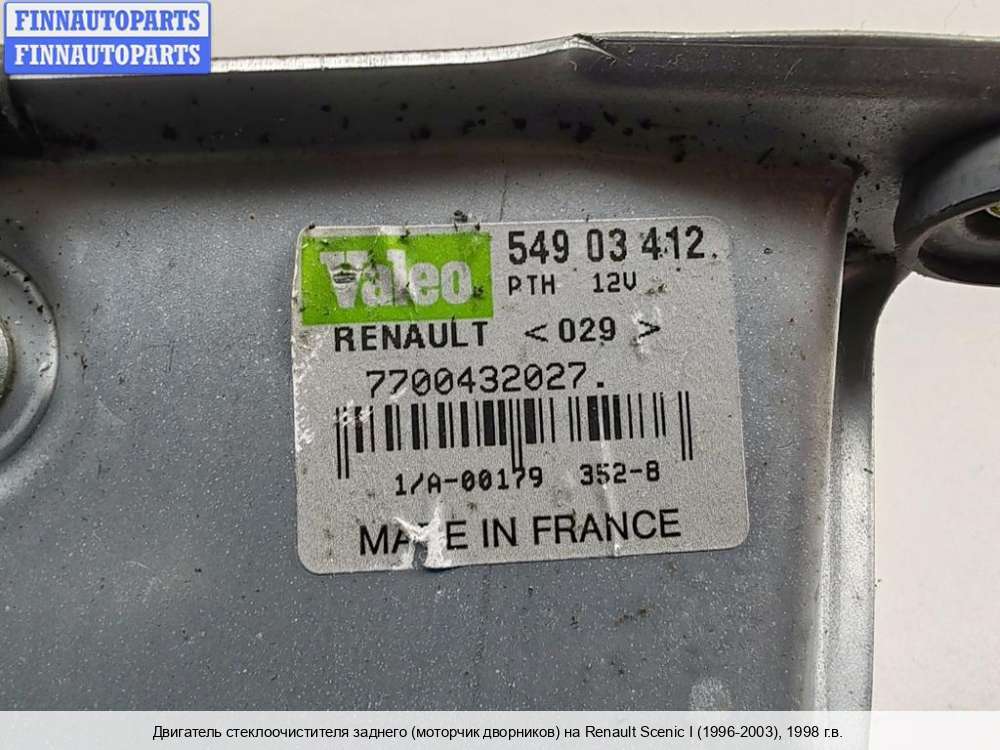 FINNAUTOPARTS
FINNAUTOPARTS
Valeo
549 03 412.
PTH 12V
RENAULT <029>
7700432027.
1/A-00179 352-8
MADE IN FRANCE
Двигатель стеклоочистителя заднего (моторчик дворников) на Renault Scenic I (1996-2003), 1998 г.в.